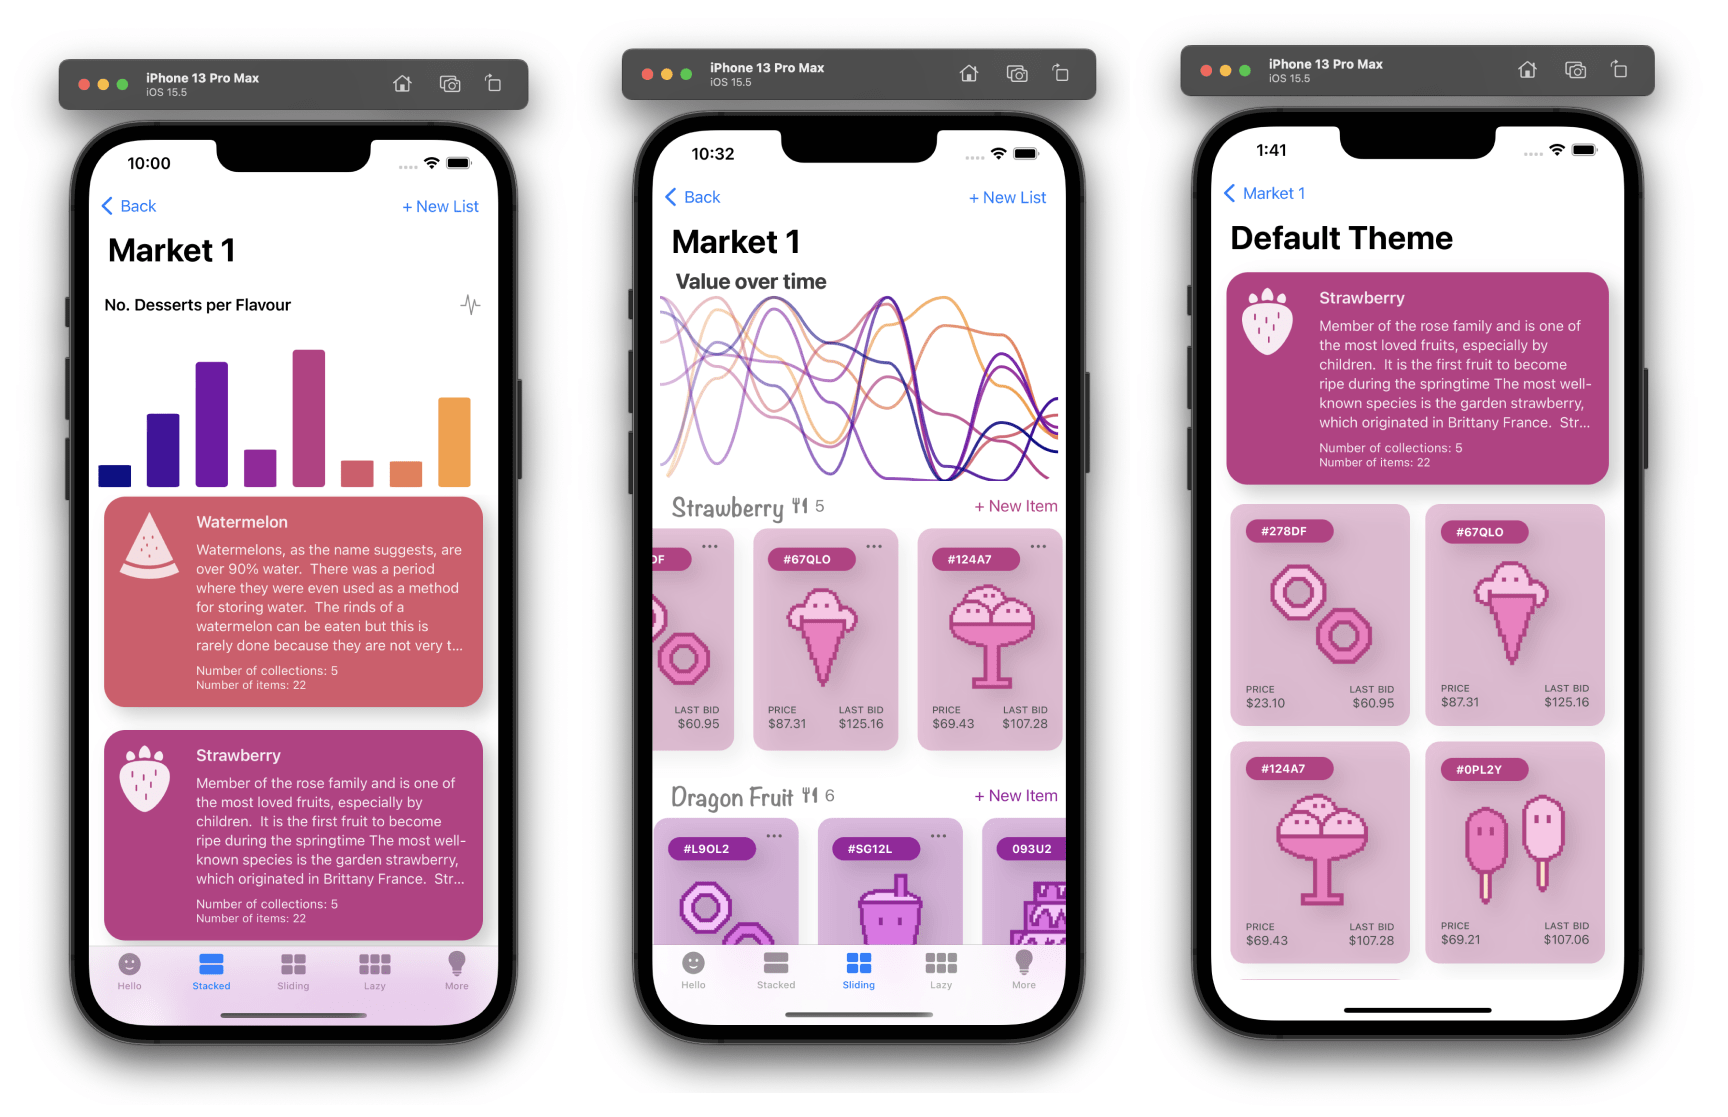 iPhone 13 Pro Max
iOS 15.5
10:00
Back
+ New List
Market 1
No. Desserts per Flavour
Watermelon
Watermelons, as the name suggests, are
over 90% water.  There was a period
where they were even used as a method
for storing water.  The rinds of a
watermelon can be eaten but this is
rarely done because they are not very t...
Number of collections: 5
Number of items: 22
Strawberry
Member of the rose family and is one of
the most loved fruits, especially by
children.  It is the first fruit to become
ripe during the springtime The most well-
known species is the garden strawberry,
which originated in Brittany France.  Str...
Number of collections: 5
Number of items: 22
Hello
Stacked
Sliding
Lazy
More
iPhone 13 Pro Max
iOS 15.5
10:32
Back
+ New List
Market 1
Value over time
Strawberry 5
+ New Item
DF
#67QLO
#124A7
LAST BID
$60.95
PRICE
$87.31
LAST BID
$125.16
PRICE
$69.43
LAST BID
$107.28
Dragon Fruit 6
+ New Item
#L9OL2
#SG12L
093U2
Hello
Stacked
Sliding
Lazy
More
iPhone 13 Pro Max
iOS 15.5
1:41
Market 1
Default Theme
Strawberry
Member of the rose family and is one of
the most loved fruits, especially by
children.  It is the first fruit to become
ripe during the springtime The most well-
known species is the garden strawberry,
which originated in Brittany France.  Str...
Number of collections: 5
Number of items: 22
#278DF
PRICE
$23.10
LAST BID
$60.95
#67QLO
PRICE
$87.31
LAST BID
$125.16
#124A7
PRICE
$69.43
LAST BID
$107.28
#0PL2Y
PRICE
$69.21
LAST BID
$107.06